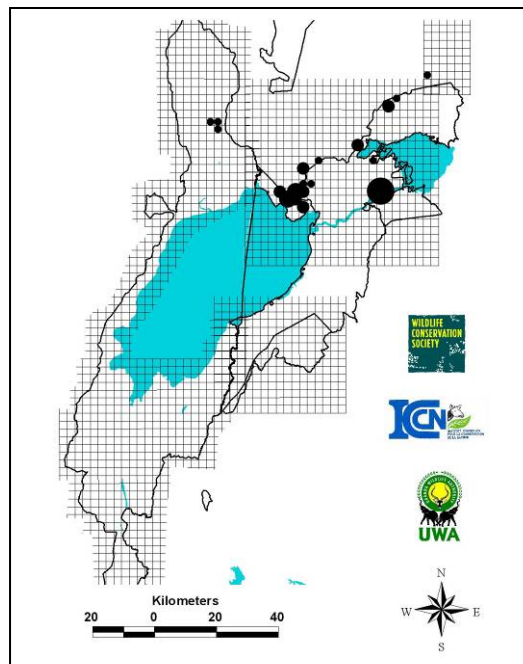 WILDLIFE
CONSERVATION
SOCIETY
ICCN
UWA
Kilometers
20 0 20 40
N
W E
S